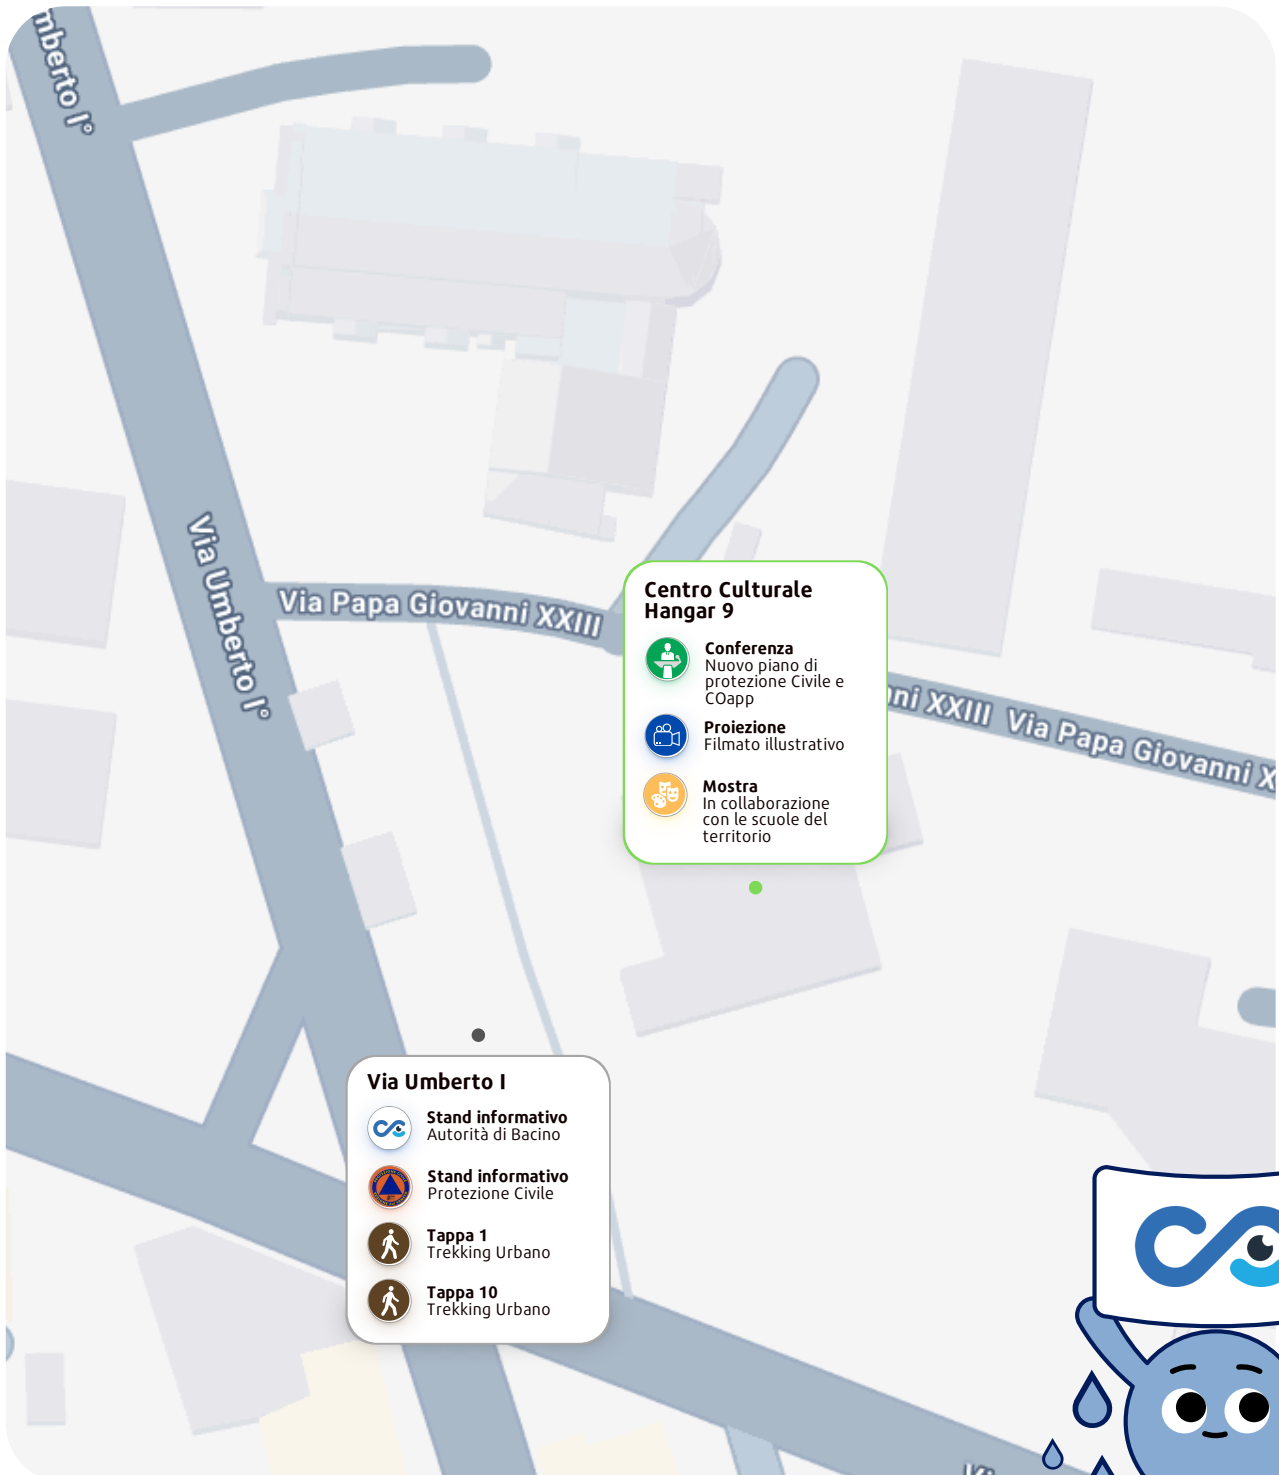 mberto I°
Via Umberto I°
Via Papa Giovanni XXIII
nni XXIII
Via Papa Giovanni X
Centro Culturale
Hangar 9
Conferenza
Nuovo piano di
protezione Civile e
COapp
Proiezione
Filmato illustrativo
Mostra
In collaborazione
con le scuole del
territorio
Via Umberto I
Stand informativo
Autorità di Bacino
Stand informativo
Protezione Civile
Tappa 1
Trekking Urbano
Tappa 10
Trekking Urbano